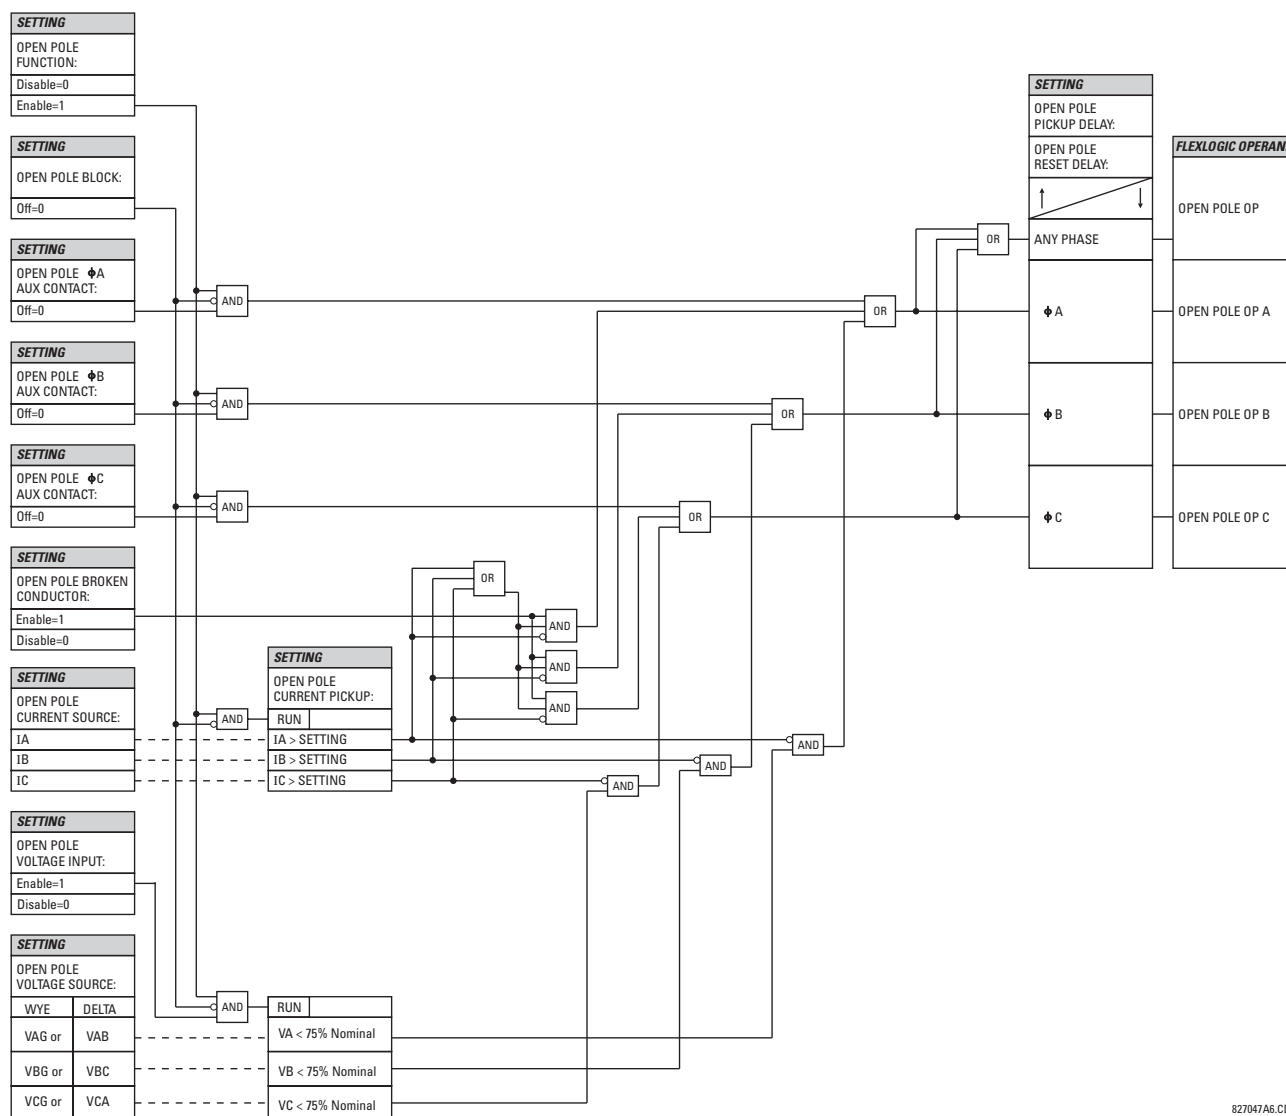 SETTING
OPEN POLE
FUNCTION:
Disable=0
Enable=1
SETTING
OPEN POLE BLOCK:
Off=0
SETTING
OPEN POLE ϕA
AUX CONTACT:
Off=0
SETTING
OPEN POLE ϕB
AUX CONTACT:
Off=0
SETTING
OPEN POLE ϕC
AUX CONTACT:
Off=0
SETTING
OPEN POLE BROKEN
CONDUCTOR:
Enable=1
Disable=0
SETTING
OPEN POLE
CURRENT SOURCE:
IA
IB
IC
SETTING
OPEN POLE
VOLTAGE INPUT:
Enable=1
Disable=0
SETTING
OPEN POLE
VOLTAGE SOURCE:
WYE DELTA
VAG or VAB
VBG or VBC
VCG or VCA
AND
AND
AND
AND
AND
SETTING
OPEN POLE
CURRENT PICKUP:
RUN
IA > SETTING
IB > SETTING
IC > SETTING
RUN
VA < 75% Nominal
VB < 75% Nominal
VC < 75% Nominal
OR
AND
AND
AND
AND
AND
AND
OR
OR
OR
OR
SETTING
OPEN POLE
PICKUP DELAY:
OPEN POLE
RESET DELAY:
ANY PHASE
ϕ A
ϕ B
ϕ C
FLEXLOGIC OPERAN
OPEN POLE OP
OPEN POLE OP A
OPEN POLE OP B
OPEN POLE OP C